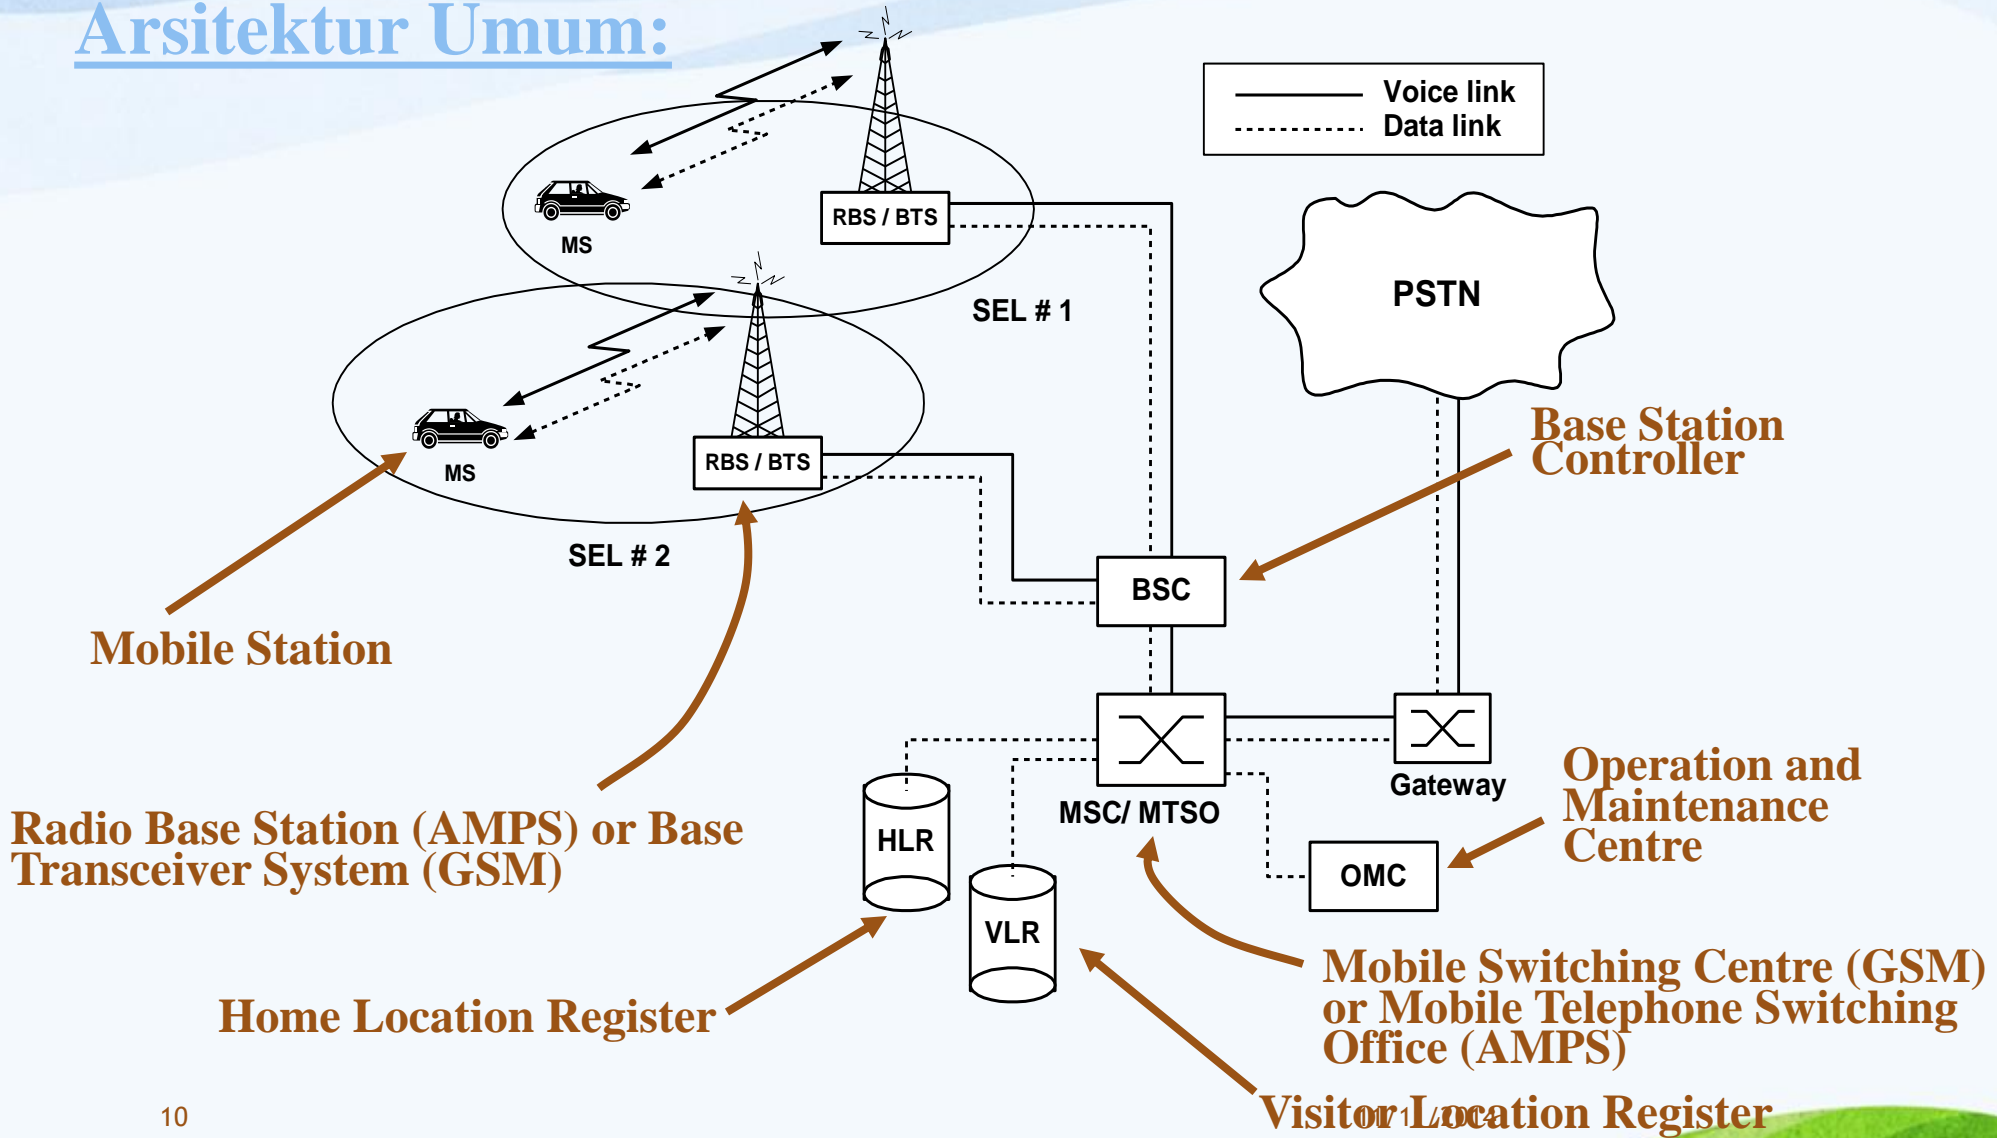 Arsitektur Umum:
Voice link
Data link
RBS / BTS
MS
SEL # 1
PSTN
RBS / BTS
MS
SEL # 2
Base Station
Controller
BSC
Mobile Station
Gateway
MSC/ MTSO
Operation and
Maintenance
Centre
Radio Base Station (AMPS) or Base
Transceiver System (GSM)
HLR
OMC
VLR
Mobile Switching Centre (GSM)
or Mobile Telephone Switching
Office (AMPS)
Home Location Register
Visitor Location Register
10